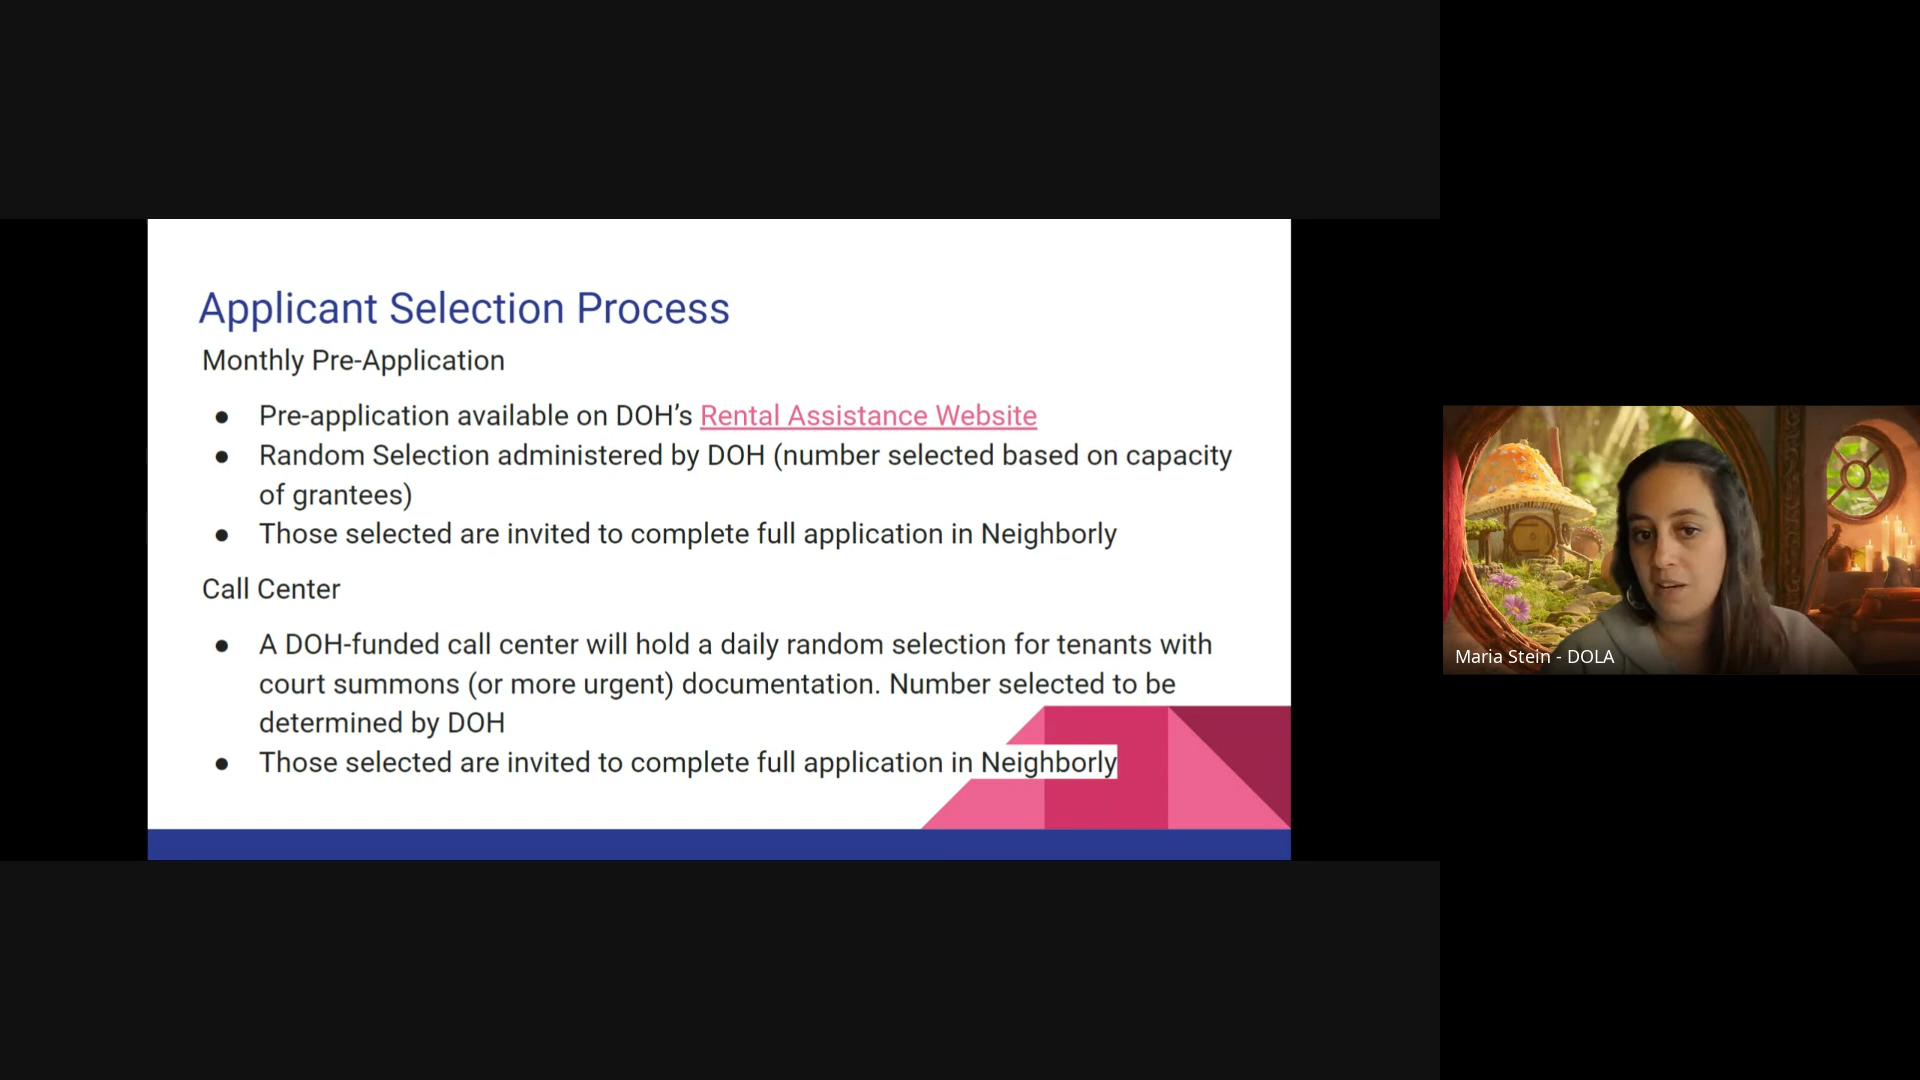 Applicant Selection Process
Monthly Pre-Application
● Pre-application available on DOH’s Rental Assistance Website
● Random Selection administered by DOH (number selected based on capacity
of grantees)
● Those selected are invited to complete full application in Neighborly
Call Center
● A DOH-funded call center will hold a daily random selection for tenants with
court summons (or more urgent) documentation. Number selected to be
determined by DOH
● Those selected are invited to complete full application in Neighborly
Maria Stein - DOLA